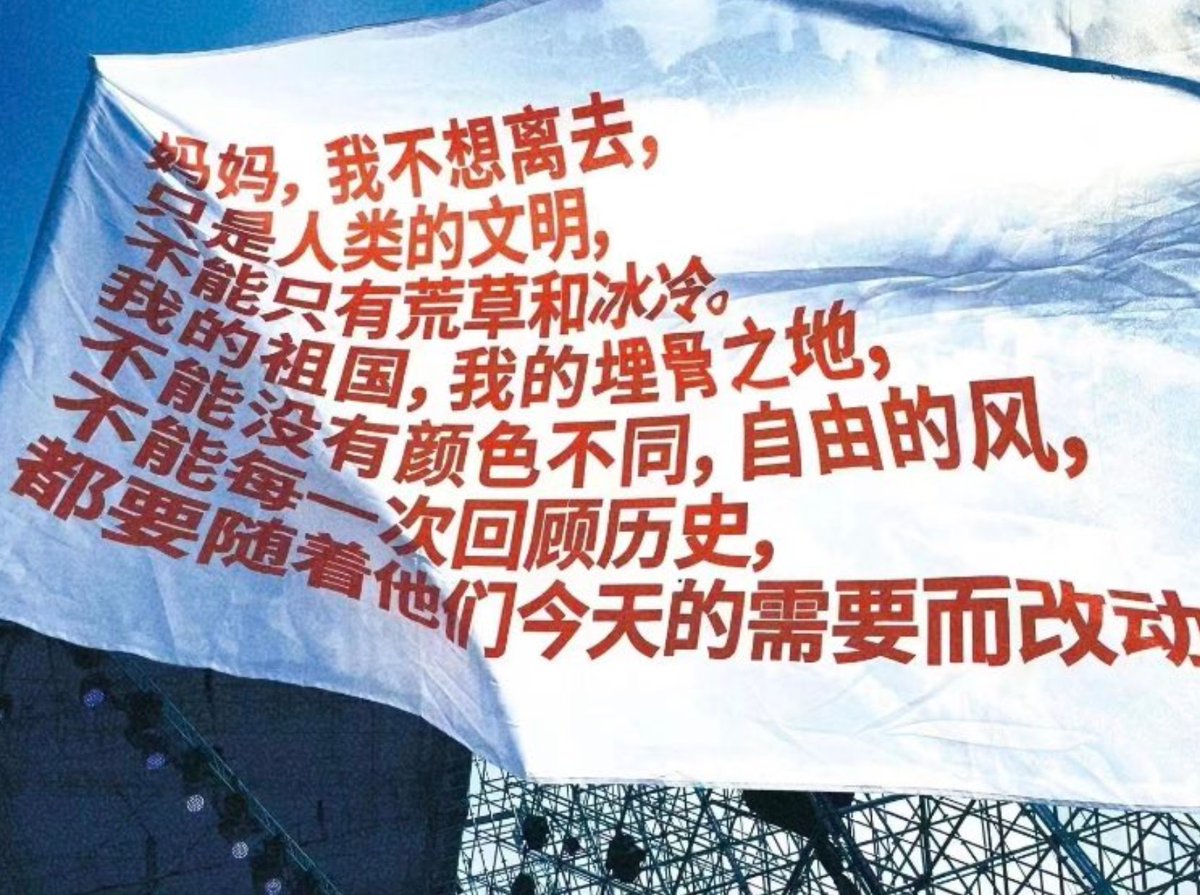 妈妈，我不想离去，
只是人类的文明，
不能只有荒草和冰冷。
我的祖国，我的埋骨之地，
不能没有颜色不同，自由的风，
不能每一次回顾历史，
都要随着他们今天的需要而改动